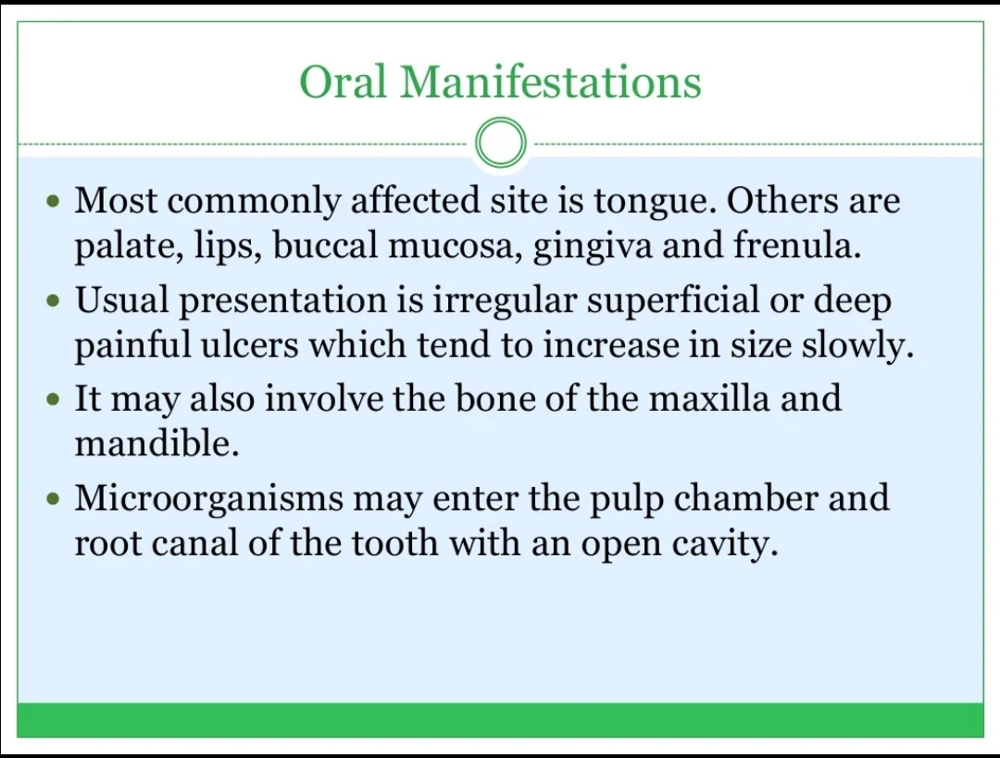 Oral Manifestations
• Most commonly affected site is tongue. Others are
palate, lips, buccal mucosa, gingiva and frenula.
• Usual presentation is irregular superficial or deep
painful ulcers which tend to increase in size slowly.
• It may also involve the bone of the maxilla and
mandible.
• Microorganisms may enter the pulp chamber and
root canal of the tooth with an open cavity.